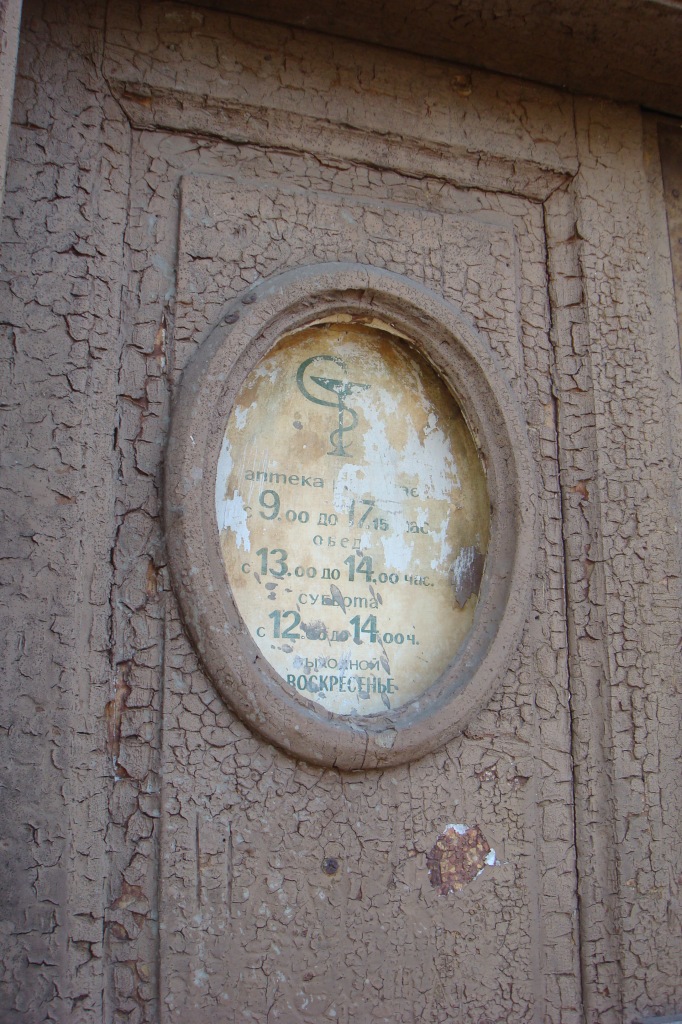 аптека
с 9.00 до 17.15 час
обед
с 13.00 до 14.00 час.
суббота
с 12.00 до 14.00 ч.
выходной
ВОСКРЕСЕНЬЕ